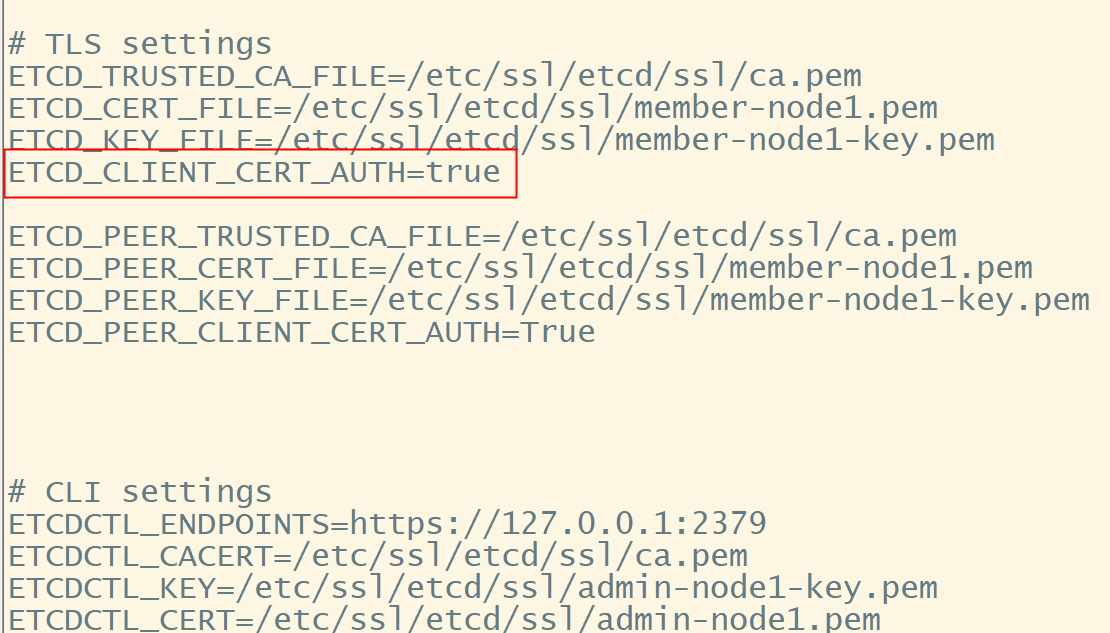 # TLS settings
ETCD_TRUSTED_CA_FILE=/etc/ssl/etcd/ssl/ca.pem
ETCD_CERT_FILE=/etc/ssl/etcd/ssl/member-node1.pem
ETCD_KEY_FILE=/etc/ssl/etcd/ssl/member-node1-key.pem
ETCD_CLIENT_CERT_AUTH=true
ETCD_PEER_TRUSTED_CA_FILE=/etc/ssl/etcd/ssl/ca.pem
ETCD_PEER_CERT_FILE=/etc/ssl/etcd/ssl/member-node1.pem
ETCD_PEER_KEY_FILE=/etc/ssl/etcd/ssl/member-node1-key.pem
ETCD_PEER_CLIENT_CERT_AUTH=True
# CLI settings
ETCDCTL_ENDPOINTS=https://127.0.0.1:2379
ETCDCTL_CACERT=/etc/ssl/etcd/ssl/ca.pem
ETCDCTL_KEY=/etc/ssl/etcd/ssl/admin-node1-key.pem
ETCDCTL_CERT=/etc/ssl/etcd/ssl/admin-node1.pem